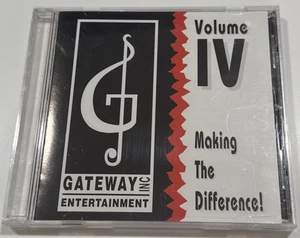 Volume
IV
Making
The
Difference!
G
GATEWAY INC
ENTERTAINMENT